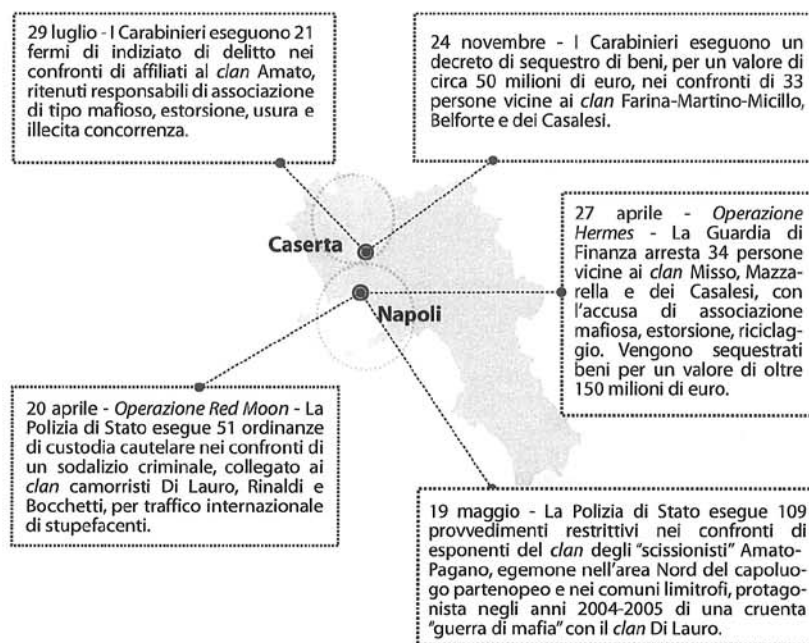 29 luglio - I Carabinieri eseguono 21
fermi di indiziato di delitto nei
confronti di affiliati al clan Amato,
ritenuti responsabili di associazione
di tipo mafioso, estorsione, usura e
illecita concorrenza.
24 novembre - I Carabinieri eseguono un
decreto di sequestro di beni, per un valore di
circa 50 milioni di euro, nei confronti di 33
persone vicine ai clan Farina-Martino-Micillo,
Belforte e dei Casalesi.
Caserta
Napoli
27 aprile - Operazione
Hermes - La Guardia di
Finanza arresta 34 persone
vicine ai clan Misso, Mazza-
rella e dei Casalesi, con
l'accusa di associazione
mafiosa, estorsione, riciclag-
gio. Vengono sequestrati
beni per un valore di oltre
150 milioni di euro.
20 aprile - Operazione Red Moon - La
Polizia di Stato esegue 51 ordinanze
di custodia cautelare nei confronti di
un sodalizio criminale, collegato ai
clan camorristi Di Lauro, Rinaldi e
Bocchetti, per traffico internazionale
di stupefacenti.
19 maggio - La Polizia di Stato esegue 109
provvedimenti restrittivi nei confronti di
esponenti del clan degli "scissionisti" Amato-
Pagano, egemone nell'area Nord del capoluo-
go partenopeo e nei comuni limitrofi, protago-
nista negli anni 2004-2005 di una cruenta
"guerra di mafia" con il clan Di Lauro.